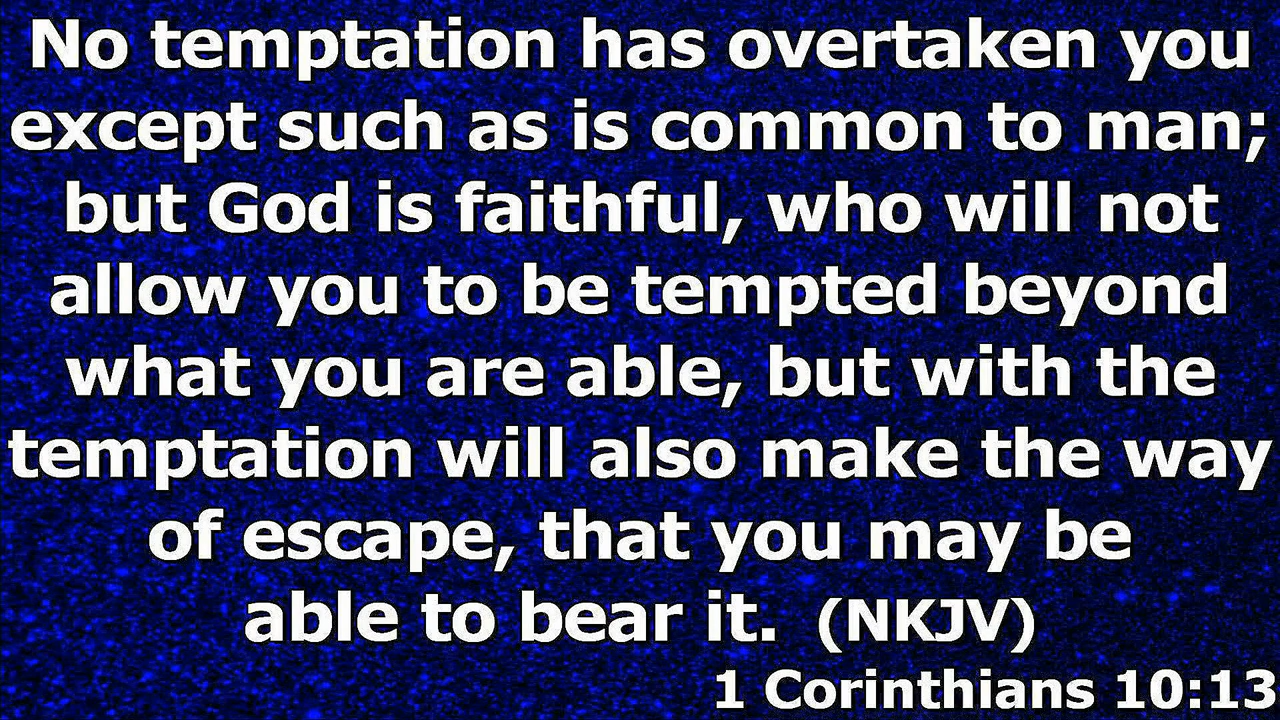 No temptation has overtaken you
except such as is common to man;
but God is faithful, who will not
allow you to be tempted beyond
what you are able, but with the
temptation will also make the way
of escape, that you may be
able to bear it. (NKJV)
1 Corinthians 10:13